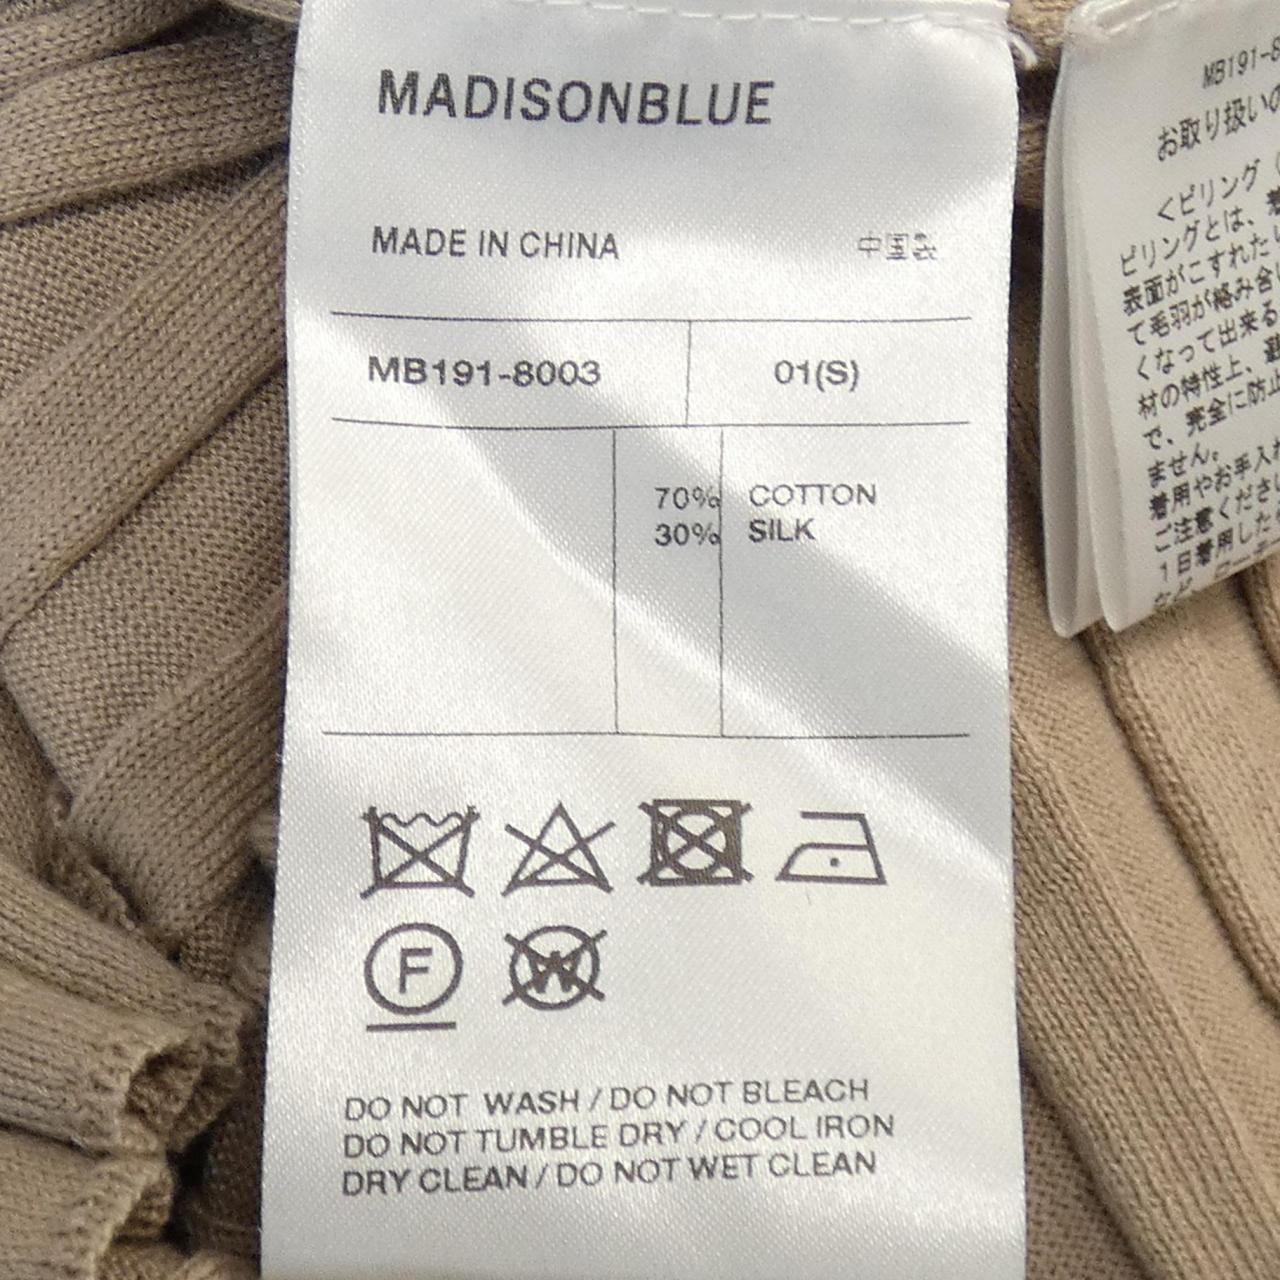 MADISONBLUE
MADE IN CHINA 中国製
MB191-8003 01(S)
70% COTTON
30% SILK
F
W
DO NOT WASH / DO NOT BLEACH
DO NOT TUMBLE DRY / COOL IRON
DRY CLEAN / DO NOT WET CLEAN
MB191-8
お取り扱いの
<ピリング
ピリングとは、着
表面がこすれたい
て毛羽が絡み合
くなって出来る
材の特性上、
で、完全に防止
ません。
着用やお手入れ
ご注意ください
1日着用した